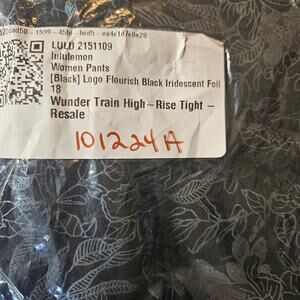 LULU 2151109
lululemon
Women Pants
[Black] Logo Flourish Black Iridescent Foil
18
Wunder Train High-Rise Tight -
Resale
101224A